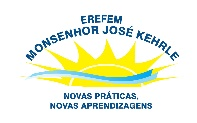 EREFEM
MONSENHOR JOSÉ KEHRLE
NOVAS PRÁTICAS,
NOVAS APRENDIZAGENS